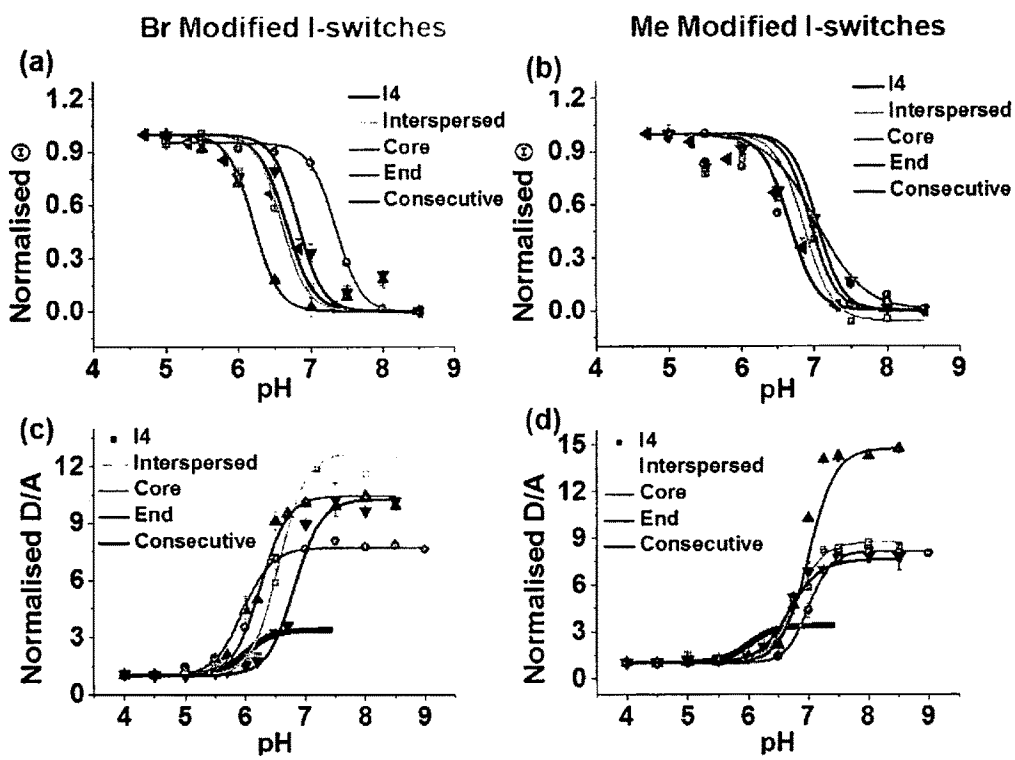 Br Modified I-switches
Me Modified I-switches
(a)
Normalised Θ
1.2
0.9
0.6
0.3
0.0
I4
Interspersed
Core
End
Consecutive
4 5 6 7 8 9
pH
(b)
Normalised Θ
1.2
0.9
0.6
0.3
0.0
I4
Interspersed
Core
End
Consecutive
4 5 6 7 8 9
pH
(c)
Normalised D/A
12
9
6
3
0
I4
Interspersed
Core
End
Consecutive
4 5 6 7 8 9
pH
(d)
Normalised D/A
15
12
9
6
3
0
I4
Interspersed
Core
End
Consecutive
4 5 6 7 8 9
pH